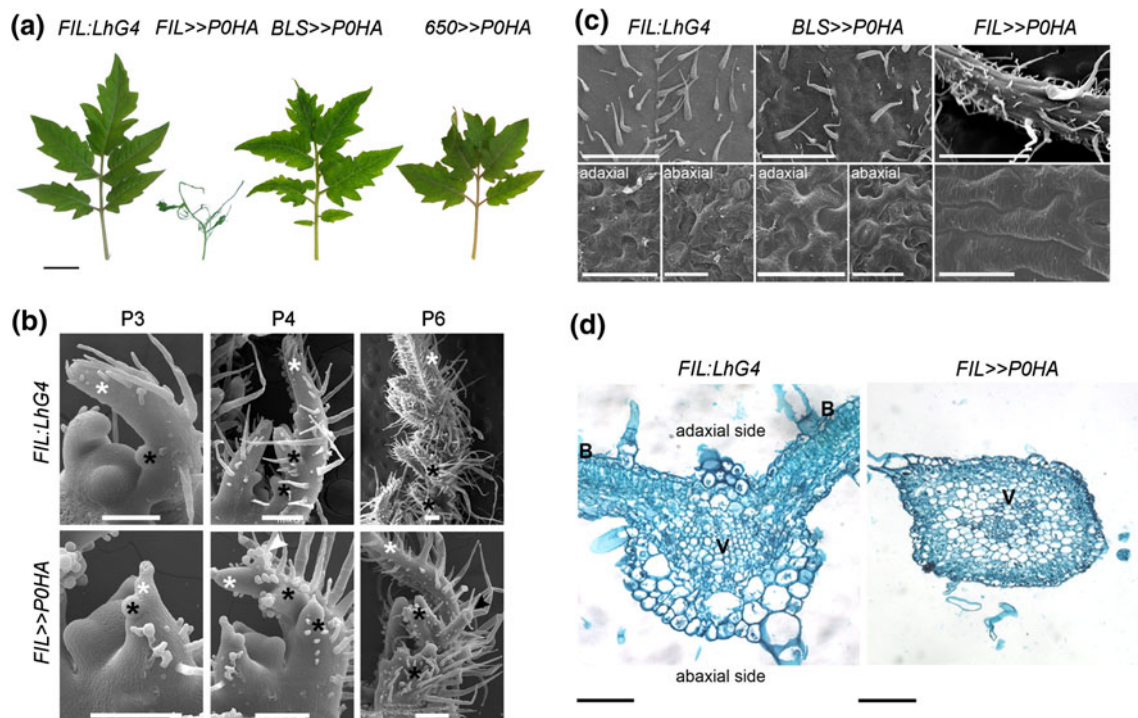 (a)
FIL:LhG4 FIL>>P0HA BLS>>P0HA 650>>P0HA
(b)
P3 P4 P6
FIL:LhG4
* * *
* * *
* *
FIL>>P0HA
* * *
* * *
* *
(c)
FIL:LhG4 BLS>>P0HA FIL>>P0HA
adaxial abaxial adaxial abaxial
(d)
FIL:LhG4 FIL>>P0HA
B
adaxial side
B
V V
abaxial side